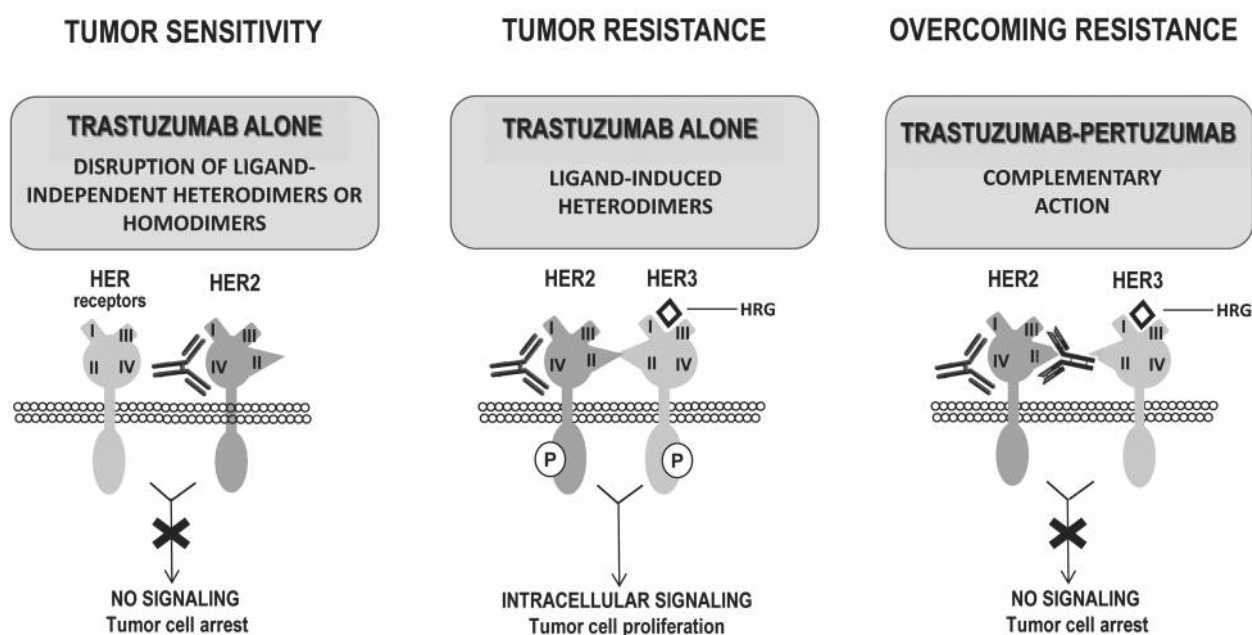 TUMOR SENSITIVITY
TRASTUZUMAB ALONE
DISRUPTION OF LIGAND-
INDEPENDENT HETERODIMERS OR
HOMODIMERS
HER
receptors
HER2
I
III
II
IV
I
III
IV
II
NO SIGNALING
Tumor cell arrest
TUMOR RESISTANCE
TRASTUZUMAB ALONE
LIGAND-INDUCED
HETERODIMERS
HER2
HER3
HRG
I
III
IV
II
I
III
II
IV
P
P
INTRACELLULAR SIGNALING
Tumor cell proliferation
OVERCOMING RESISTANCE
TRASTUZUMAB-PERTUZUMAB
COMPLEMENTARY
ACTION
HER2
HER3
HRG
I
III
IV
II
I
III
II
IV
NO SIGNALING
Tumor cell arrest